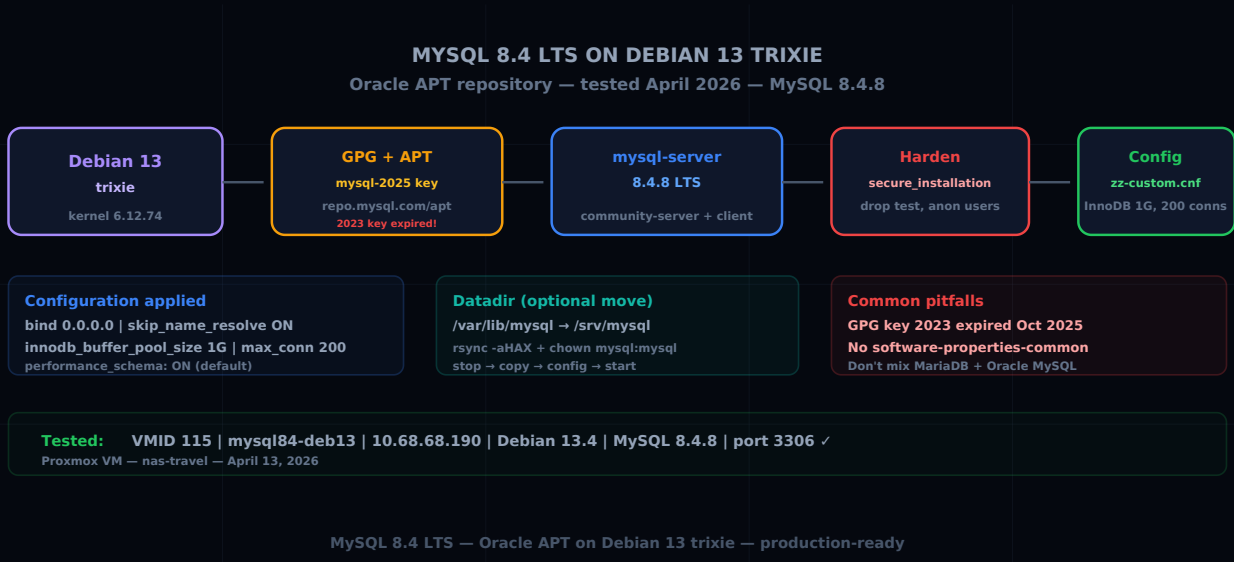 MYSQL 8.4 LTS ON DEBIAN 13 TRIXIE
Oracle APT repository — tested April 2026 — MySQL 8.4.8
Debian 13
trixie
kernel 6.12.74
GPG + APT
mysql-2025 key
repo.mysql.com/apt
2023 key expired!
mysql-server
8.4.8 LTS
community-server + client
Harden
secure_installation
drop test, anon users
Config
zz-custom.cnf
InnoDB 1G, 200 conns
Configuration applied
bind 0.0.0.0 | skip_name_resolve ON
innodb_buffer_pool_size 1G | max_conn 200
performance_schema: ON (default)
Datadir (optional move)
/var/lib/mysql → /srv/mysql
rsync -aHAX + chown mysql:mysql
stop → copy → config → start
Common pitfalls
GPG key 2023 expired Oct 2025
No software-properties-common
Don't mix MariaDB + Oracle MySQL
Tested: VMID 115 | mysql84-deb13 | 10.68.68.190 | Debian 13.4 | MySQL 8.4.8 | port 3306 ✓
Proxmox VM — nas-travel — April 13, 2026
MySQL 8.4 LTS — Oracle APT on Debian 13 trixie — production-ready